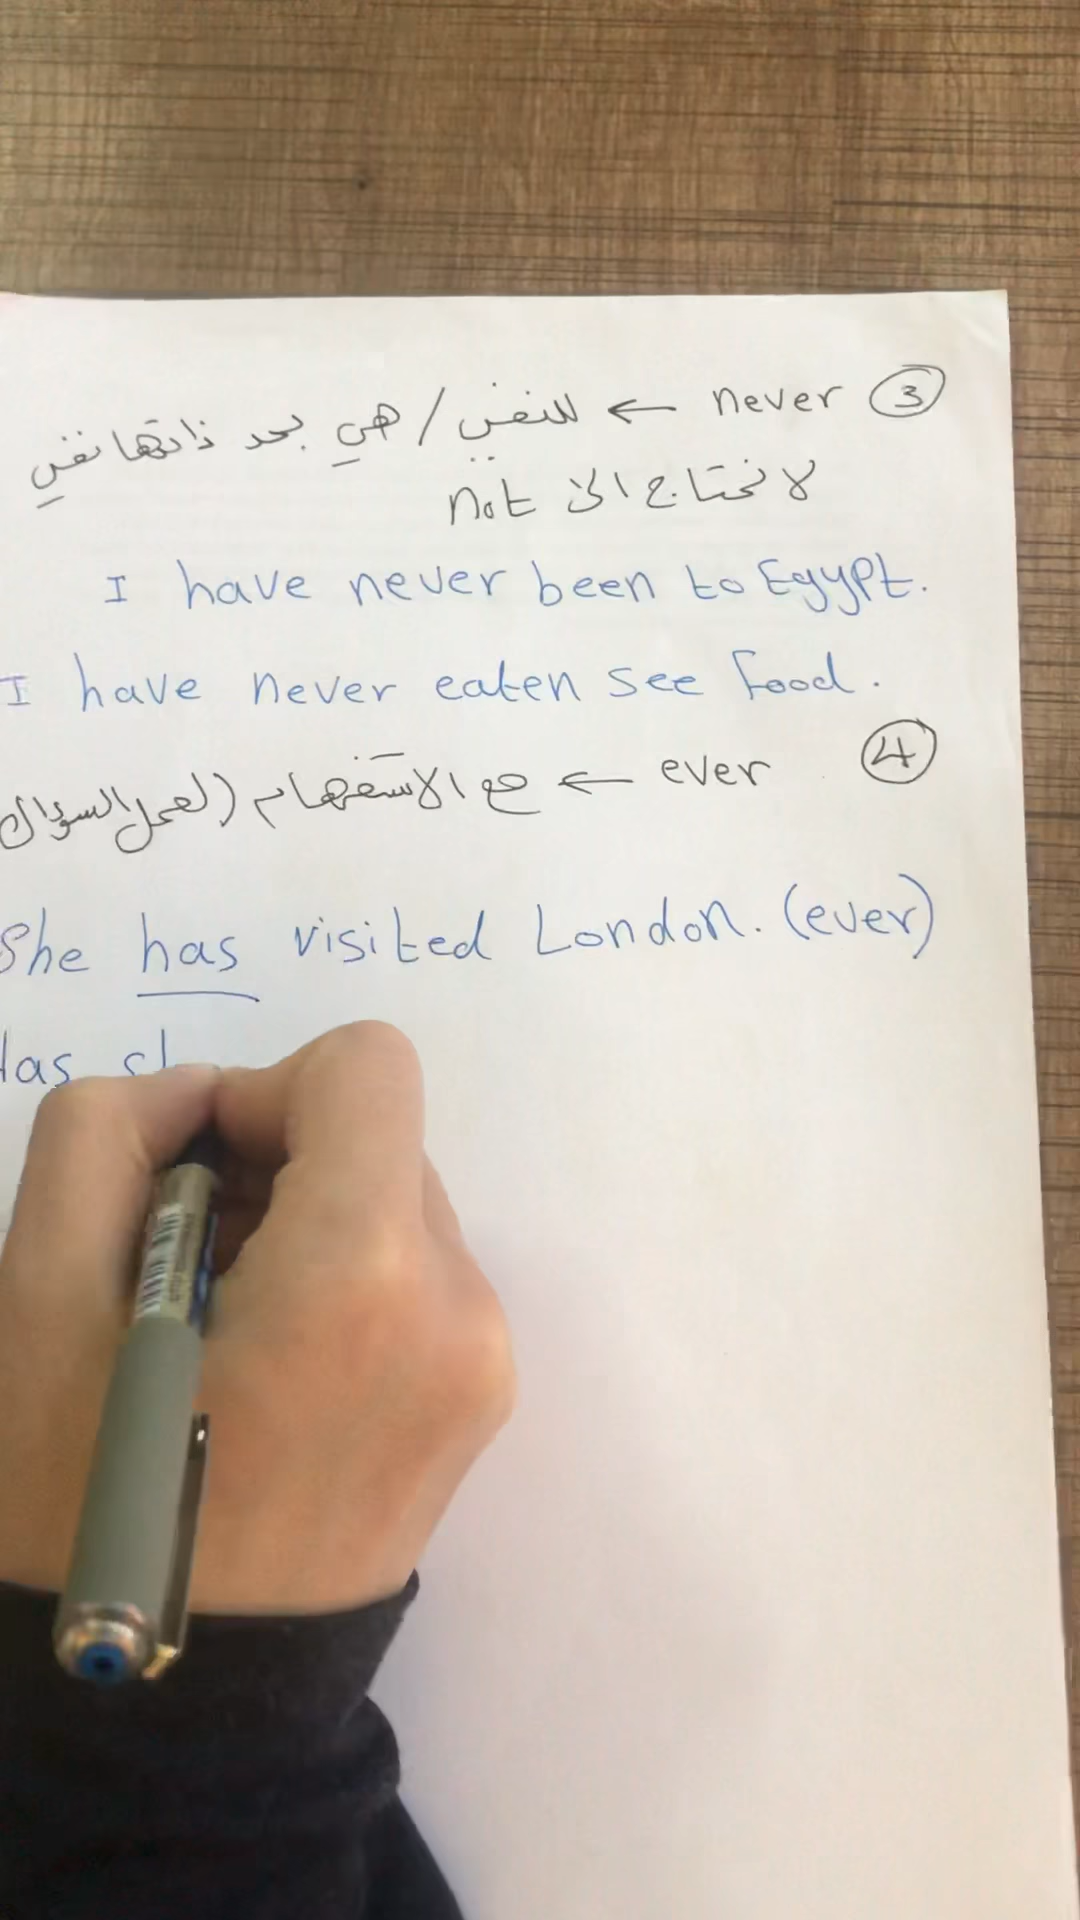 ③ never ← للنفي / هي بحد ذاتها نفي
لا نحتاج الى not
I have never been to Egypt.
I have never eaten see food.
④ ever ← مع الاستفهام (لعمل السؤال
She has visited London. (ever)